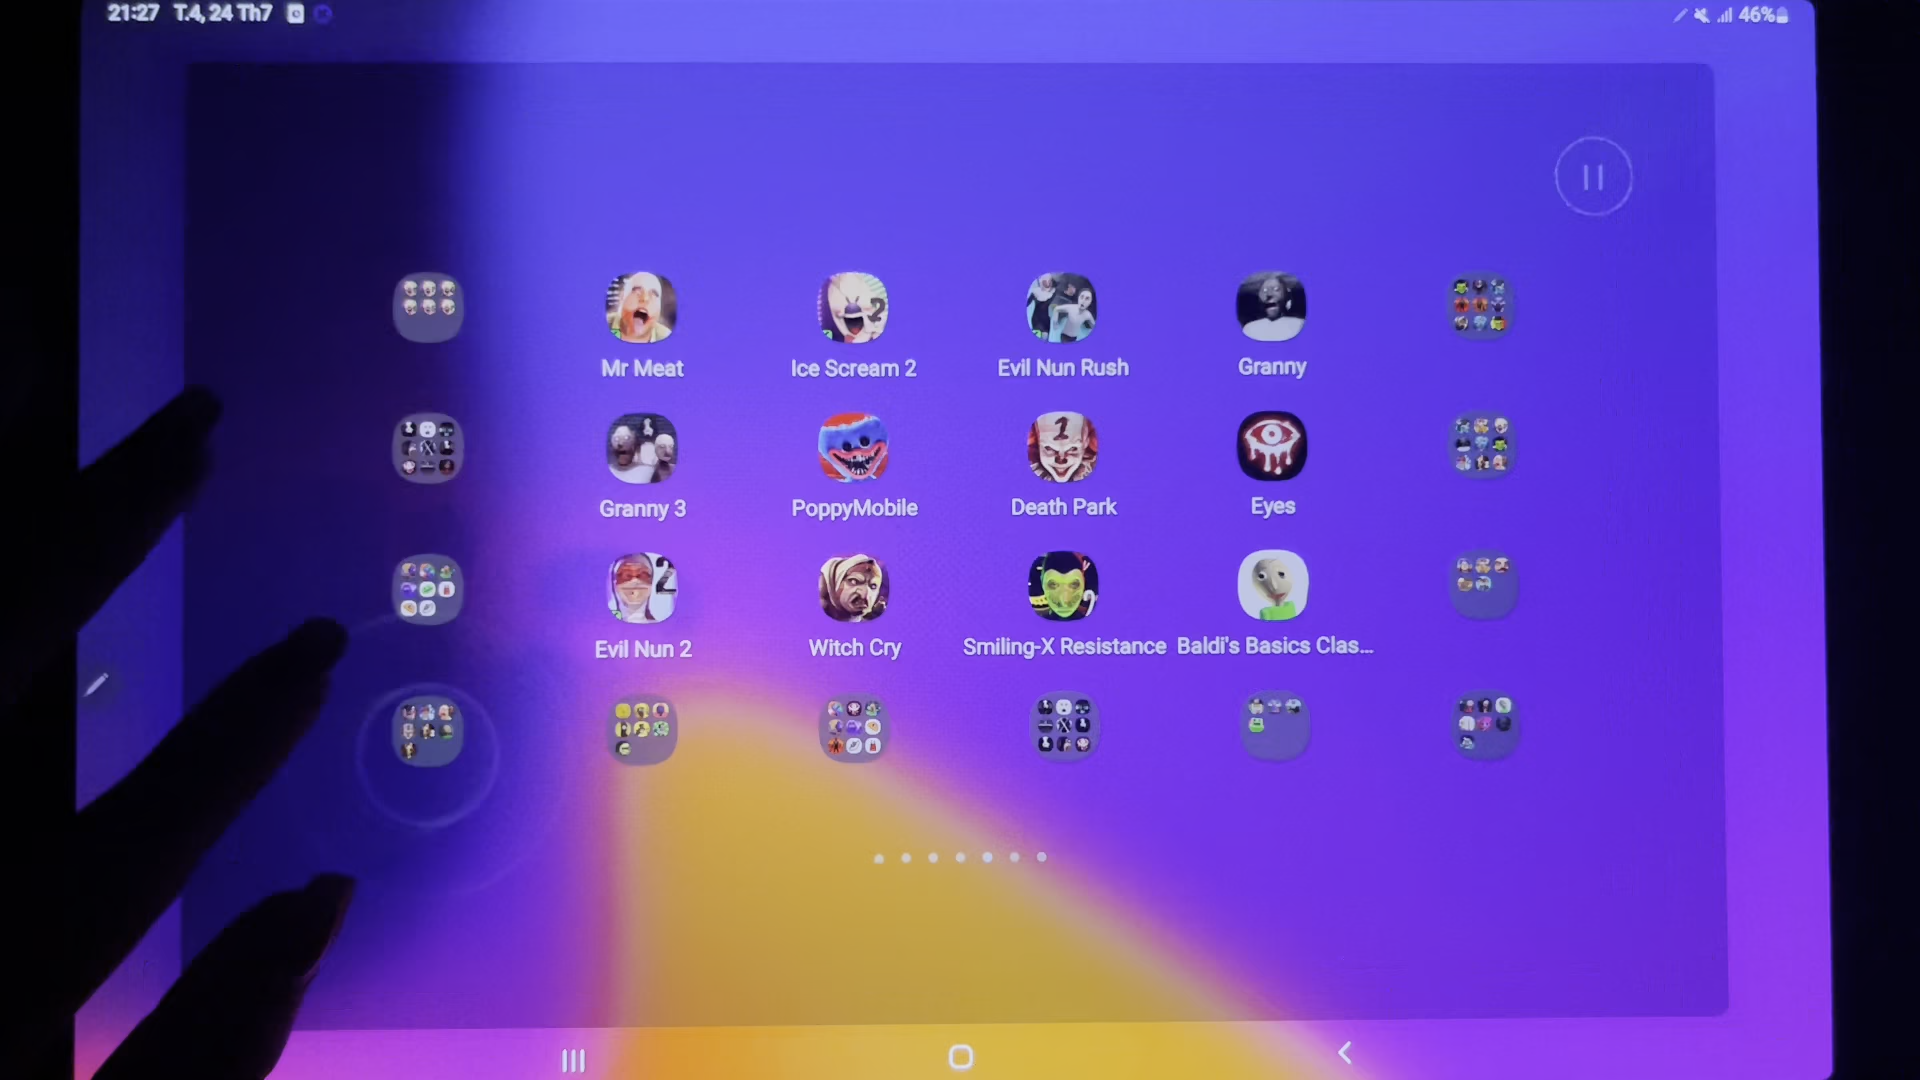 21:27 T.4, 24 Th7
46%
Mr Meat
Ice Scream 2
Evil Nun Rush
Granny
Granny 3
PoppyMobile
Death Park
Eyes
Evil Nun 2
Witch Cry
Smiling-X Resistance
Baldi's Basics Clas...